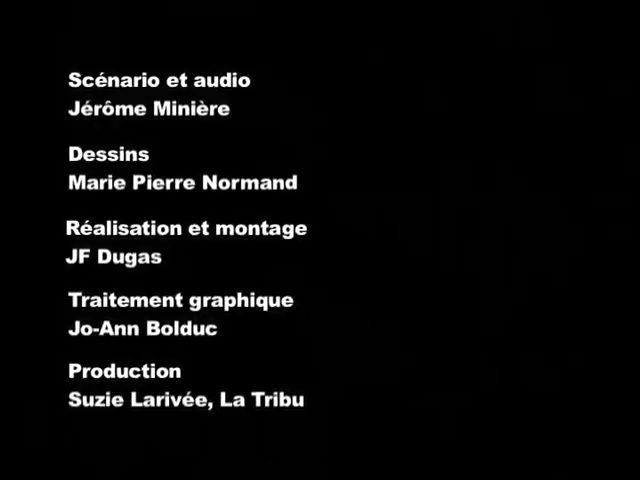 Scénario et audio
Jérôme Minière
Dessins
Marie Pierre Normand
Réalisation et montage
JF Dugas
Traitement graphique
Jo-Ann Bolduc
Production
Suzie Larivée, La Tribu